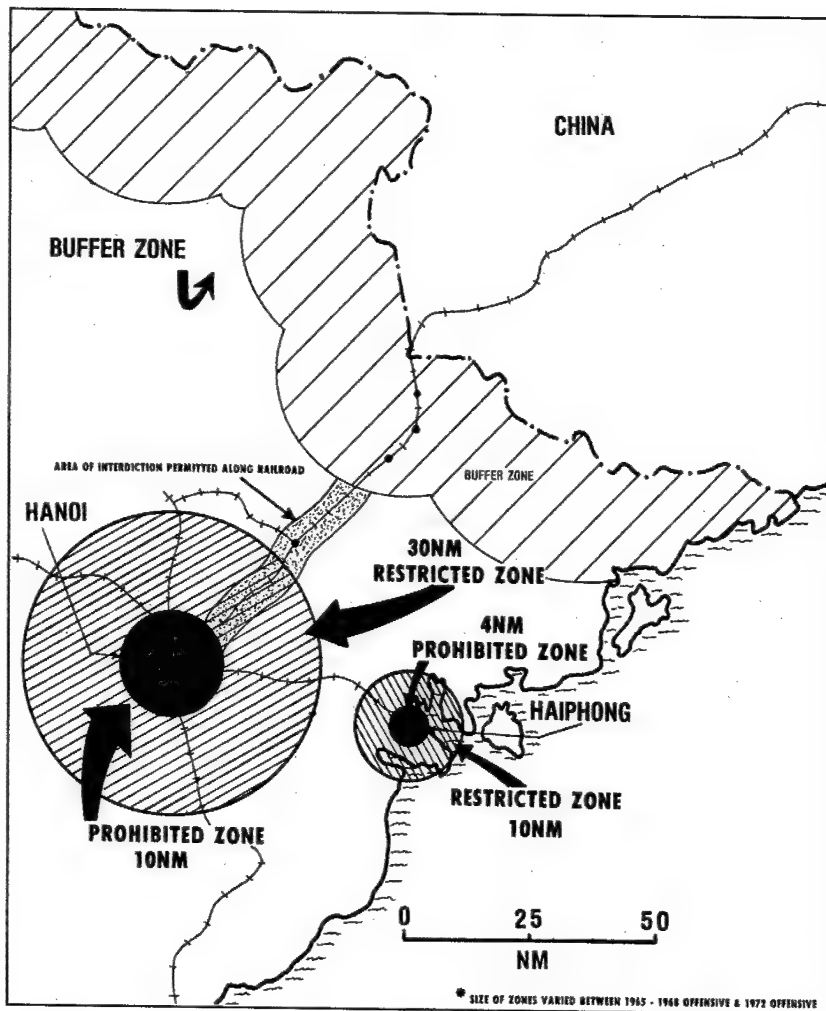 CHINA
BUFFER ZONE
BUFFER ZONE
AREA OF INTERDICTION PERMITTED ALONG RAILROAD
HANOI
30NM
RESTRICTED ZONE
4NM
PROHIBITED ZONE
HAIPHONG
RESTRICTED ZONE
10NM
PROHIBITED ZONE
10NM
0 25 50
NM
* SIZE OF ZONES VARIED BETWEEN 1965 - 1968 OFFENSIVE & 1972 OFFENSIVE